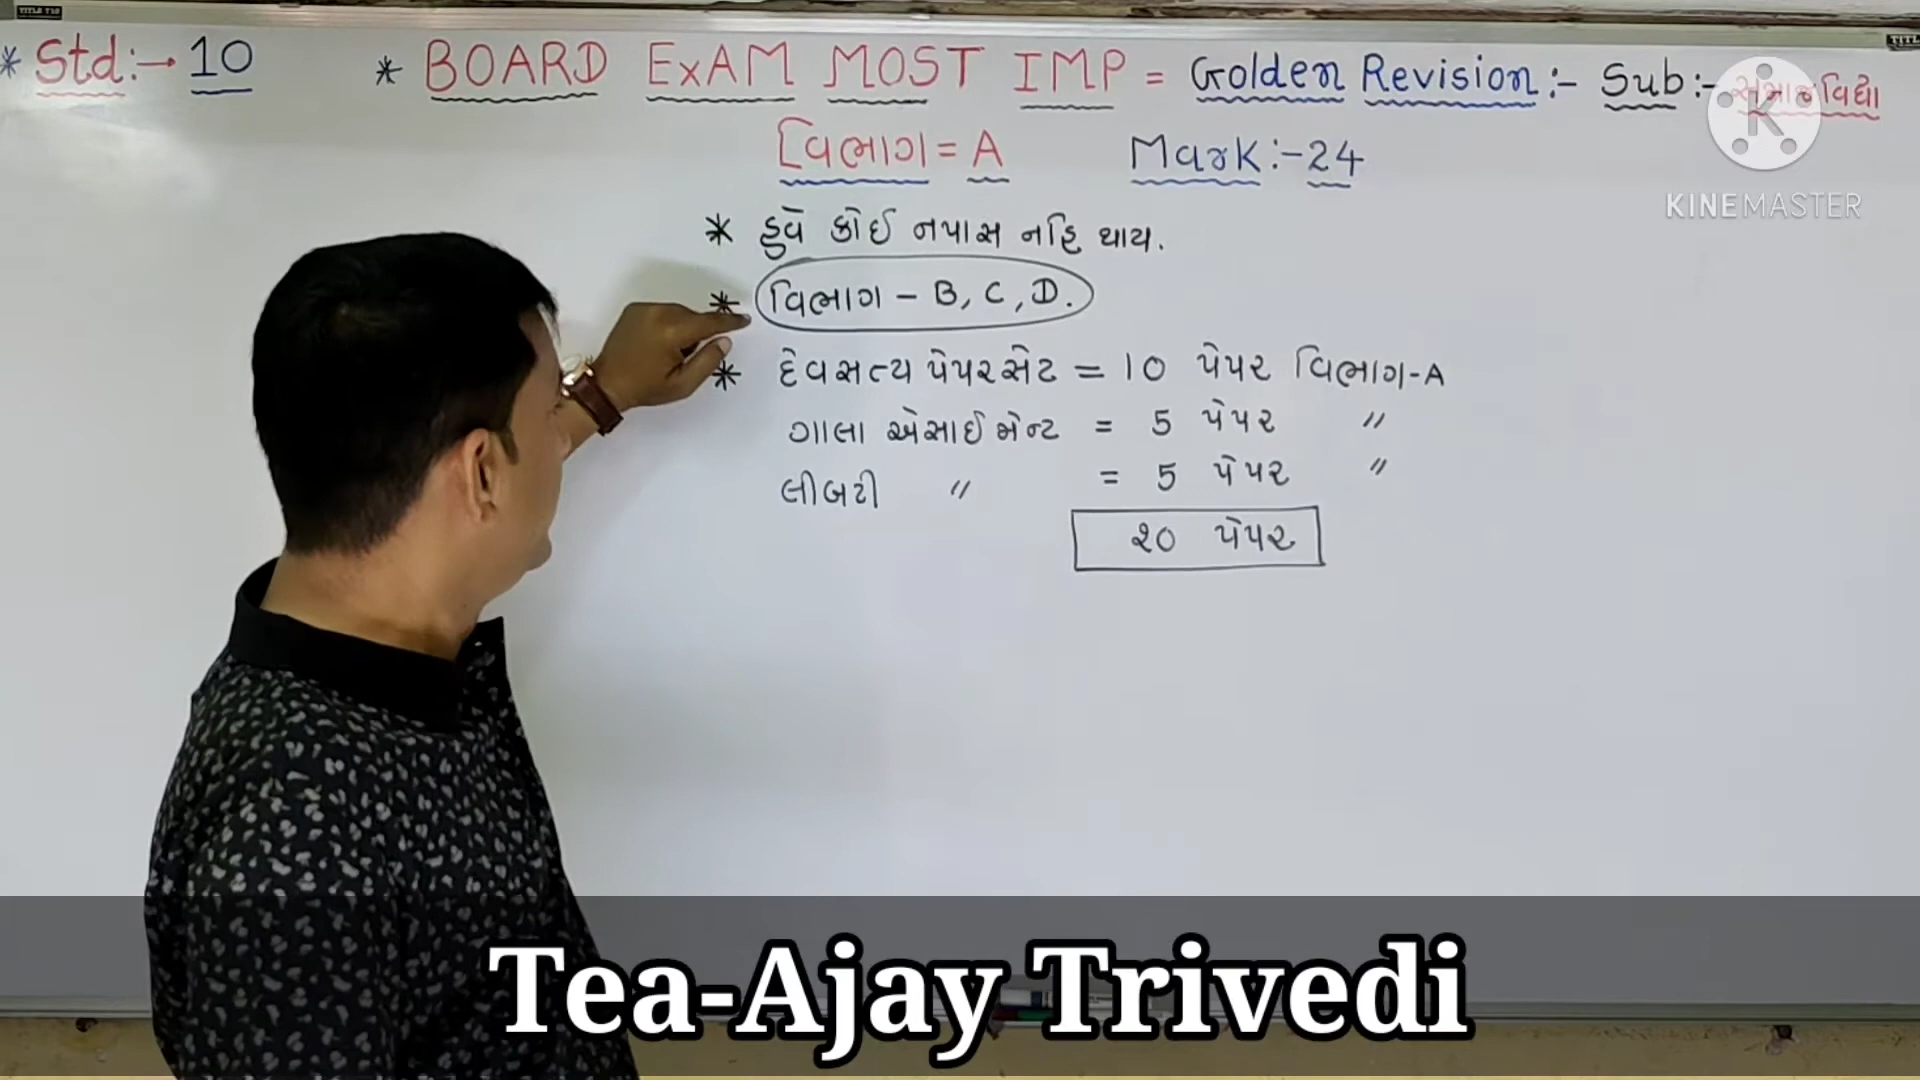 * Std:→ 10 * BOARD ExAM MOST IMP = Golden Revision:- Sub:- સમાજવિદ્યા
વિભાગ = A Mark:-24
KINEMASTER
* હવે કોઈ નપાસ નહિ થાય.
* વિભાગ - B, C, D.
* દેવસત્ય પેપરસેટ = 10 પેપર વિભાગ-A
ગાલા એસાઈમેન્ટ = 5 પેપર "
લીબટી " = 5 પેપર "
૨૦ પેપર
Tea-Ajay Trivedi